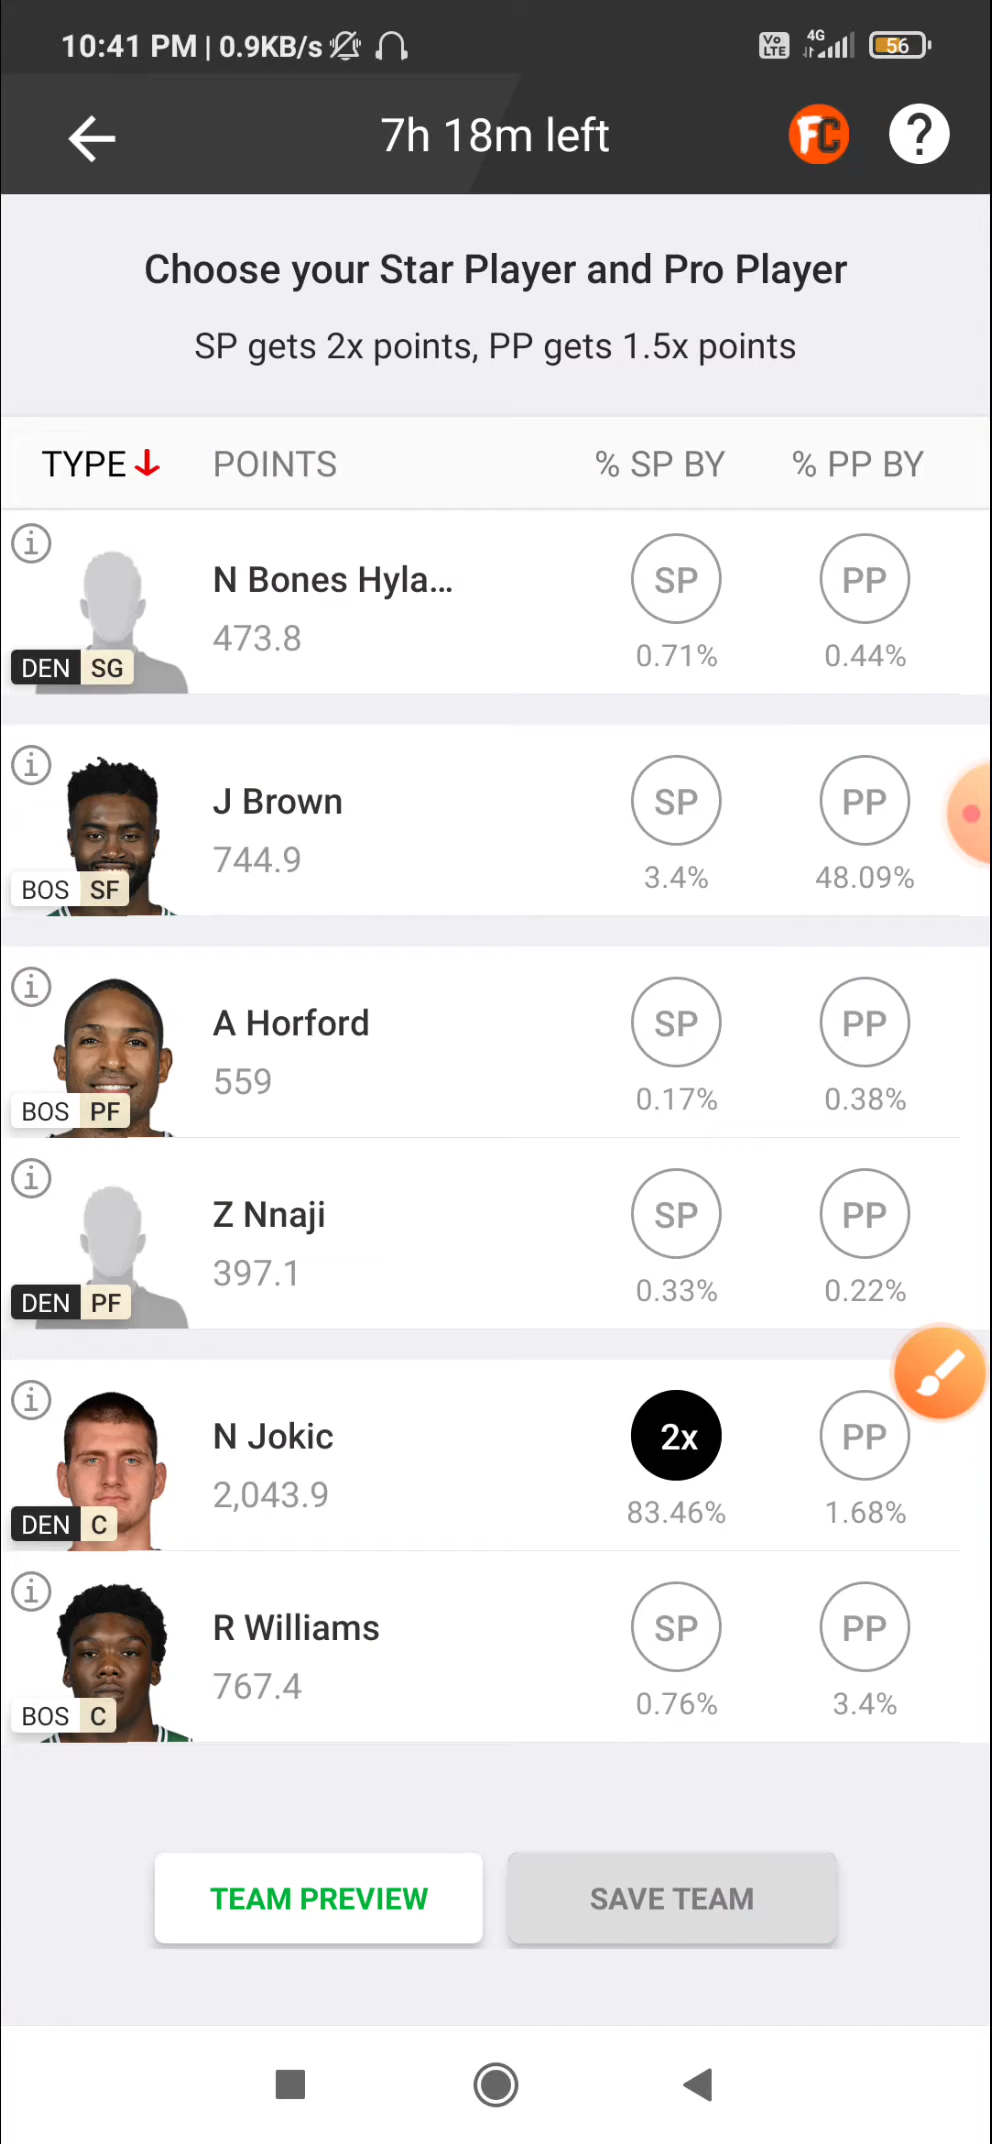 10:41 PM | 0.9KB/s Vo LTE 4G 56
7h 18m left FC ?
Choose your Star Player and Pro Player
SP gets 2x points, PP gets 1.5x points
TYPE POINTS % SP BY % PP BY
i N Bones Hyla... SP PP
473.8 0.71% 0.44%
DEN SG
i J Brown SP PP
744.9 3.4% 48.09%
BOS SF
i A Horford SP PP
559 0.17% 0.38%
BOS PF
i Z Nnaji SP PP
397.1 0.33% 0.22%
DEN PF
i N Jokic 2x PP
2,043.9 83.46% 1.68%
DEN C
i R Williams SP PP
767.4 0.76% 3.4%
BOS C
TEAM PREVIEW SAVE TEAM